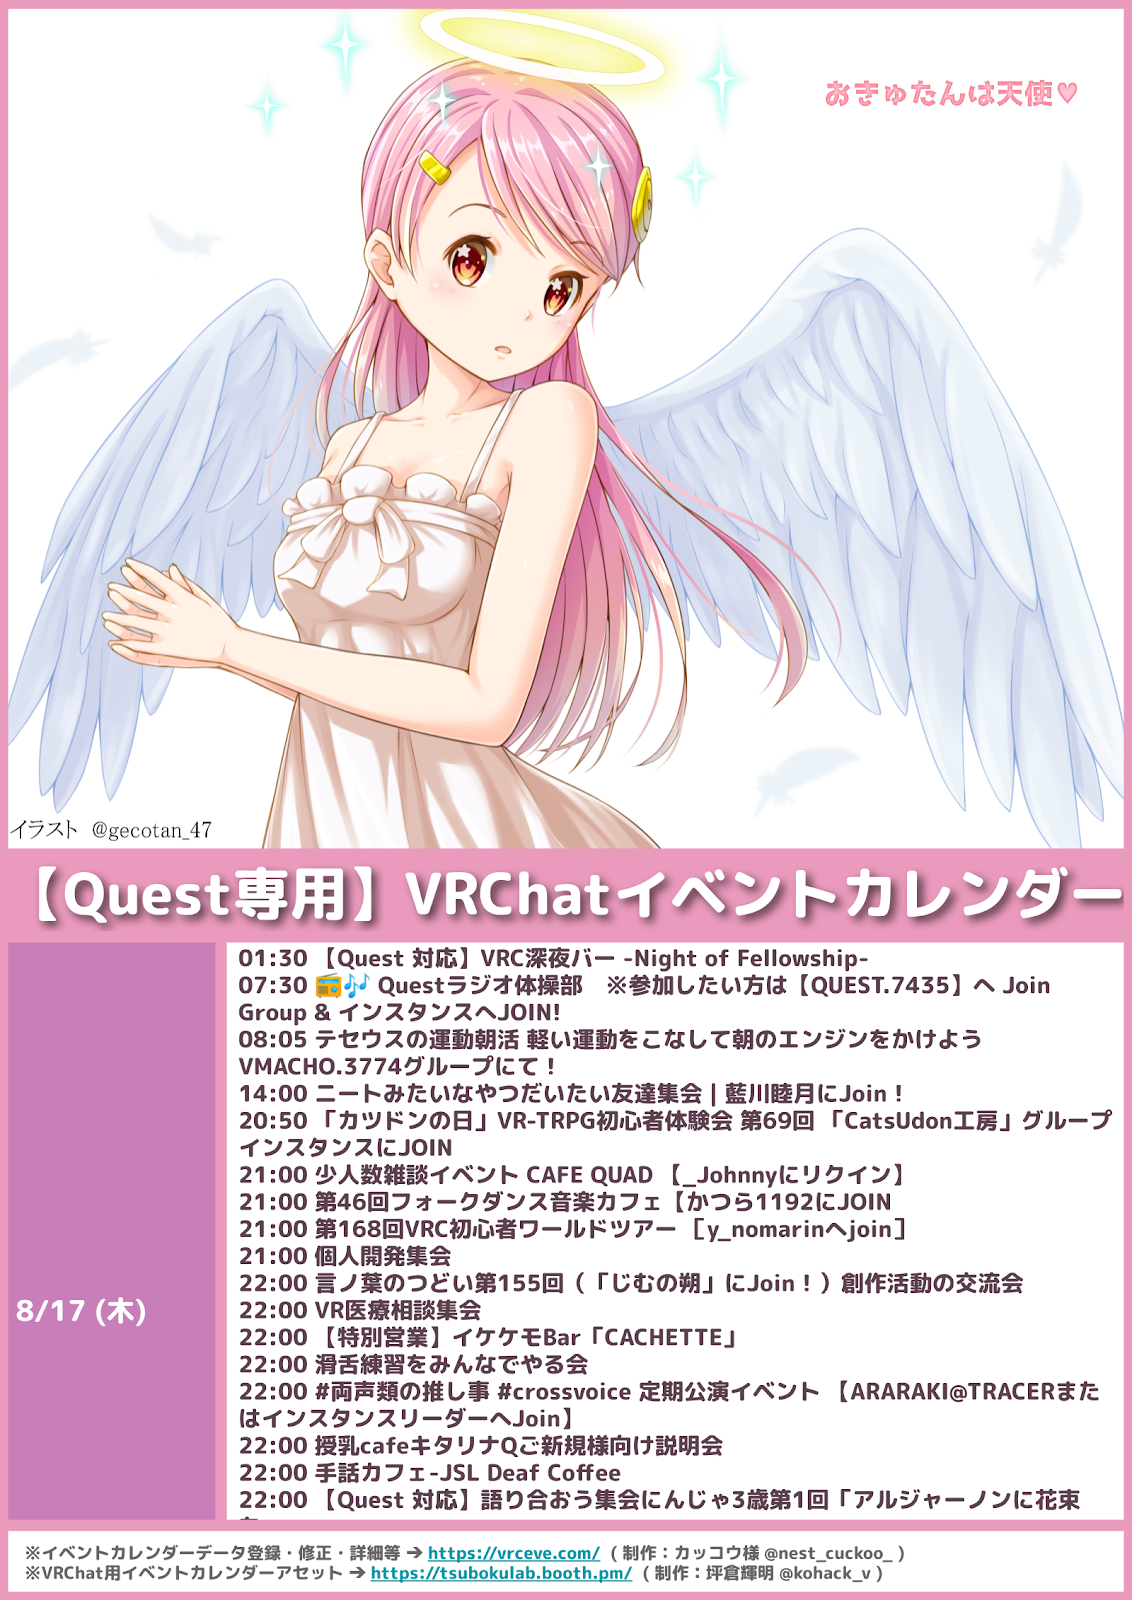 おきゅたんは天使♥
イラスト @gecotan_47
【Quest専用】VRChatイベントカレンダー
8/17 (木)
01:30 【Quest 対応】VRC深夜バー -Night of Fellowship-
07:30 📻🎶 Questラジオ体操部　※参加したい方は【QUEST.7435】へ Join
Group & インスタンスへJOIN!
08:05 テセウスの運動朝活 軽い運動をこなして朝のエンジンをかけよう
VMACHO.3774グループにて！
14:00 ニートみたいなやつだいたい友達集会 | 藍川睦月にJoin！
20:50 「カツドンの日」VR-TRPG初心者体験会 第69回 「CatsUdon工房」グループ
インスタンスにJOIN
21:00 少人数雑談イベント CAFE QUAD 【_Johnnyにリクイン】
21:00 第46回フォークダンス音楽カフェ【かつら1192にJOIN
21:00 第168回VRC初心者ワールドツアー ［y_nomarinへjoin］
21:00 個人開発集会
22:00 言ノ葉のつどい第155回（「じむの朔」にJoin！）創作活動の交流会
22:00 VR医療相談集会
22:00 【特別営業】イケケモBar「CACHETTE」
22:00 滑舌練習をみんなでやる会
22:00 #両声類の推し事 #crossvoice 定期公演イベント 【ARARAKI@TRACERまた
はインスタンスリーダーへJoin】
22:00 授乳cafeキタリナQご新規様向け説明会
22:00 手話カフェ-JSL Deaf Coffee
22:00 【Quest 対応】語り合おう集会にんじゃ3歳第1回「アルジャーノンに花束
※イベントカレンダーデータ登録・修正・詳細等 ➔ https://vrceve.com/ ( 制作：カッコウ様 @nest_cuckoo_ )
※VRChat用イベントカレンダーアセット ➔ https://tsubokulab.booth.pm/ ( 制作：坪倉輝明 @kohack_v )